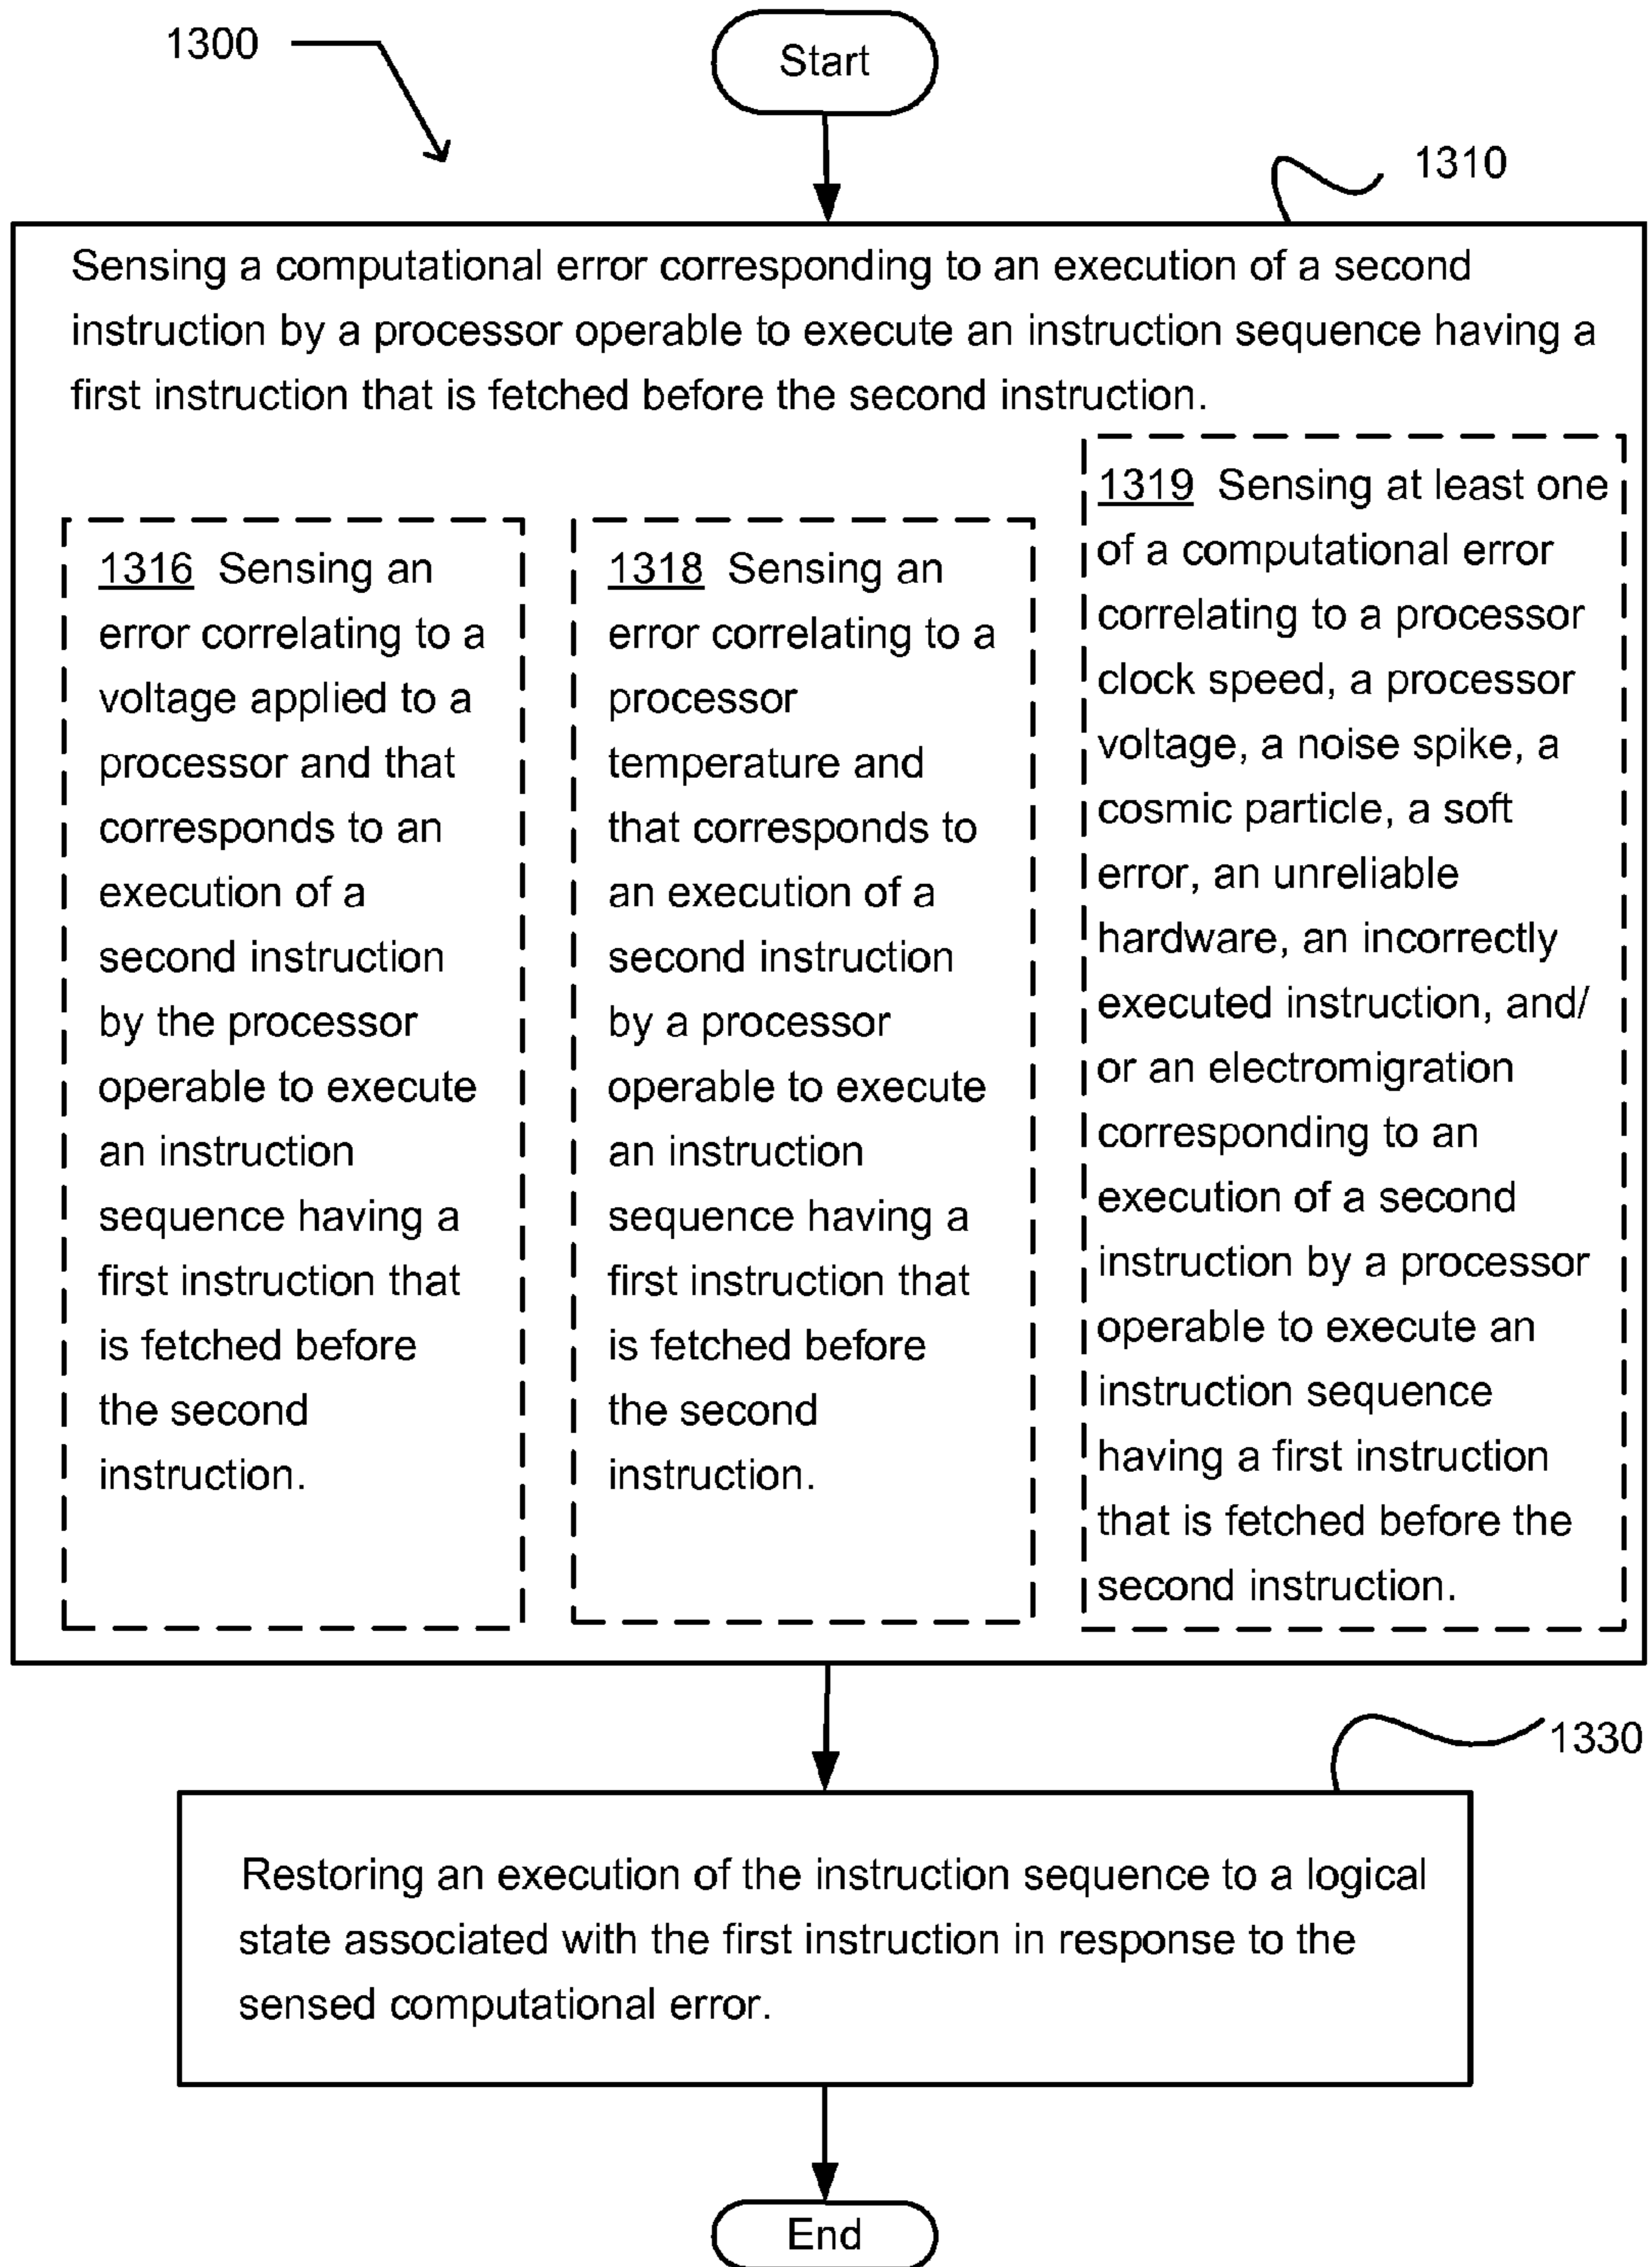 1300
Start
1310
Sensing a computational error corresponding to an execution of a second
instruction by a processor operable to execute an instruction sequence having a
first instruction that is fetched before the second instruction.
1316 Sensing an
error correlating to a
voltage applied to a
processor and that
corresponds to an
execution of a
second instruction
by the processor
operable to execute
an instruction
sequence having a
first instruction that
is fetched before
the second
instruction.
1318 Sensing an
error correlating to a
processor
temperature and
that corresponds to
an execution of a
second instruction
by a processor
operable to execute
an instruction
sequence having a
first instruction that
is fetched before
the second
instruction.
1319 Sensing at least one
of a computational error
correlating to a processor
clock speed, a processor
voltage, a noise spike, a
cosmic particle, a soft
error, an unreliable
hardware, an incorrectly
executed instruction, and/
or an electromigration
corresponding to an
execution of a second
instruction by a processor
operable to execute an
instruction sequence
having a first instruction
that is fetched before the
second instruction.
1330
Restoring an execution of the instruction sequence to a logical
state associated with the first instruction in response to the
sensed computational error.
End